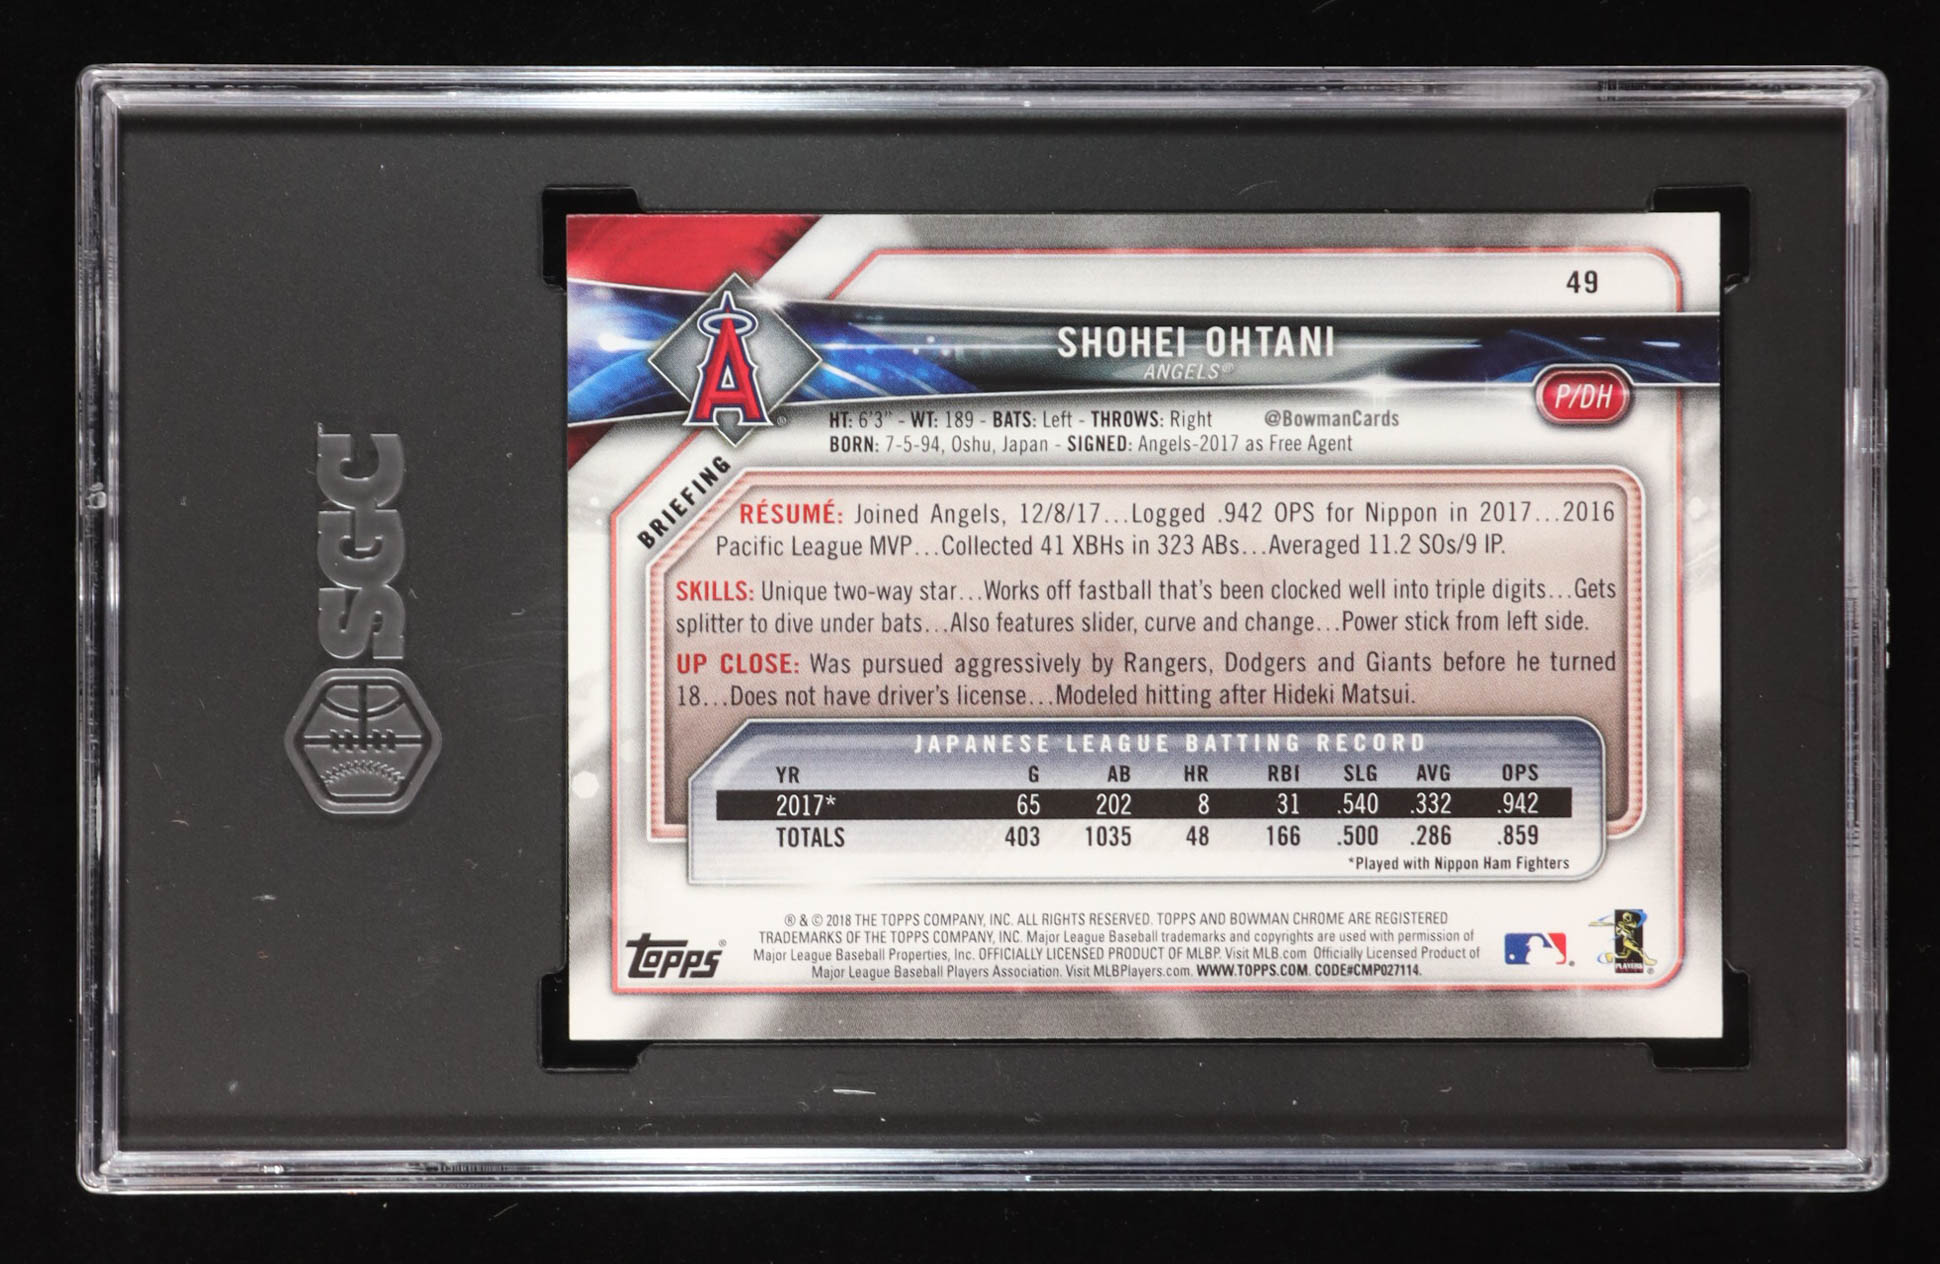 SGC
49
SHOHEI OHTANI
ANGELS®
P/DH
HT: 6'3" - WT: 189 - BATS: Left - THROWS: Right @BowmanCards
BORN: 7-5-94, Oshu, Japan - SIGNED: Angels-2017 as Free Agent
BRIEFING
RÉSUMÉ: Joined Angels, 12/8/17...Logged .942 OPS for Nippon in 2017...2016
Pacific League MVP...Collected 41 XBHs in 323 ABs...Averaged 11.2 SOs/9 IP.
SKILLS: Unique two-way star...Works off fastball that's been clocked well into triple digits...Gets
splitter to dive under bats...Also features slider, curve and change...Power stick from left side.
UP CLOSE: Was pursued aggressively by Rangers, Dodgers and Giants before he turned
18...Does not have driver's license...Modeled hitting after Hideki Matsui.
JAPANESE LEAGUE BATTING RECORD
YR G AB HR RBI SLG AVG OPS
2017* 65 202 8 31 .540 .332 .942
TOTALS 403 1035 48 166 .500 .286 .859
*Played with Nippon Ham Fighters
® & © 2018 THE TOPPS COMPANY, INC. ALL RIGHTS RESERVED. TOPPS AND BOWMAN CHROME ARE REGISTERED
TRADEMARKS OF THE TOPPS COMPANY, INC. Major League Baseball trademarks and copyrights are used with permission of
Major League Baseball Properties, Inc. OFFICIALLY LICENSED PRODUCT OF MLBP. Visit MLB.com Officially Licensed Product of
Major League Baseball Players Association. Visit MLBPlayers.com. WWW.TOPPS.COM. CODE#CMP027114.
Topps®
PLAYERS